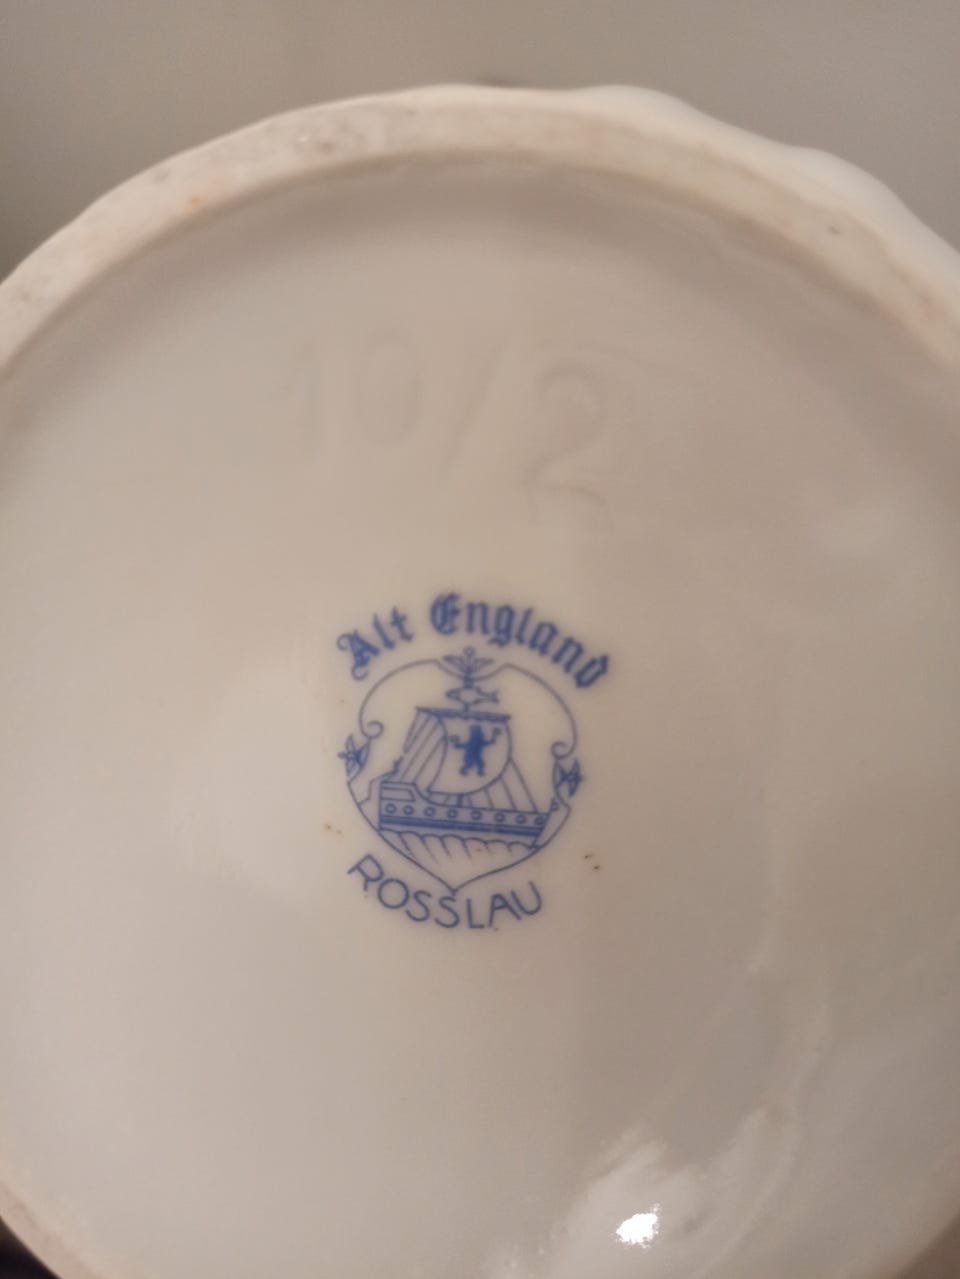 10/2
Alt England
ROSSLAU